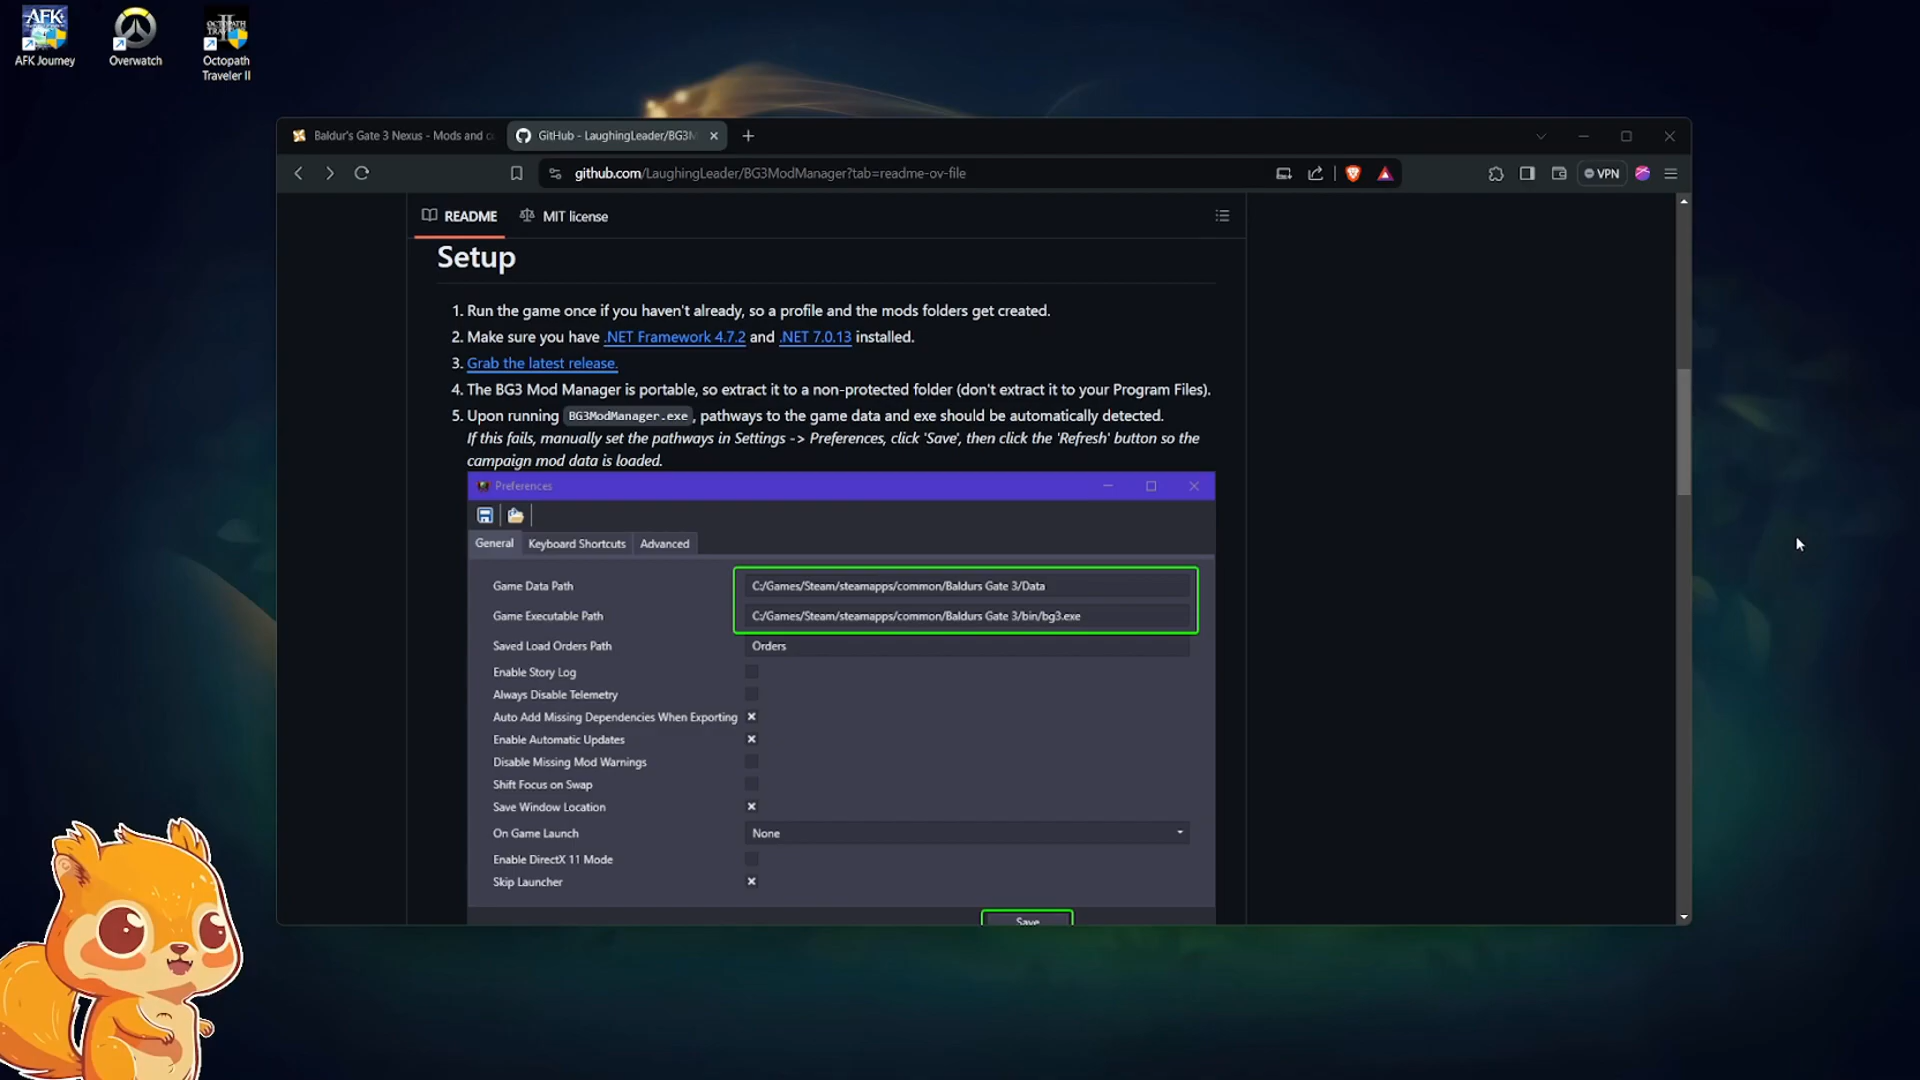 AFK Journey
Overwatch
Octopath
Traveler II
Baldur's Gate 3 Nexus - Mods and c
GitHub - LaughingLeader/BG3M
github.com/LaughingLeader/BG3ModManager?tab=readme-ov-file
VPN
README
MIT license
Setup
1. Run the game once if you haven't already, so a profile and the mods folders get created.
2. Make sure you have .NET Framework 4.7.2 and .NET 7.0.13 installed.
3. Grab the latest release.
4. The BG3 Mod Manager is portable, so extract it to a non-protected folder (don't extract it to your Program Files).
5. Upon running BG3ModManager.exe, pathways to the game data and exe should be automatically detected.
If this fails, manually set the pathways in Settings -> Preferences, click 'Save', then click the 'Refresh' button so the
campaign mod data is loaded.
Preferences
General
Keyboard Shortcuts
Advanced
Game Data Path
C:/Games/Steam/steamapps/common/Baldurs Gate 3/Data
Game Executable Path
C:/Games/Steam/steamapps/common/Baldurs Gate 3/bin/bg3.exe
Saved Load Orders Path
Orders
Enable Story Log
Always Disable Telemetry
Auto Add Missing Dependencies When Exporting
Enable Automatic Updates
Disable Missing Mod Warnings
Shift Focus on Swap
Save Window Location
On Game Launch
None
Enable DirectX 11 Mode
Skip Launcher
Save